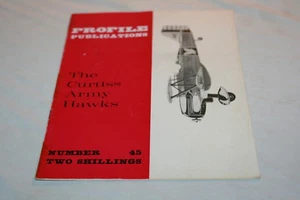 PROFILE
PUBLICATIONS
The
Curtiss
Army
Hawks
NUMBER 45
TWO SHILLINGS